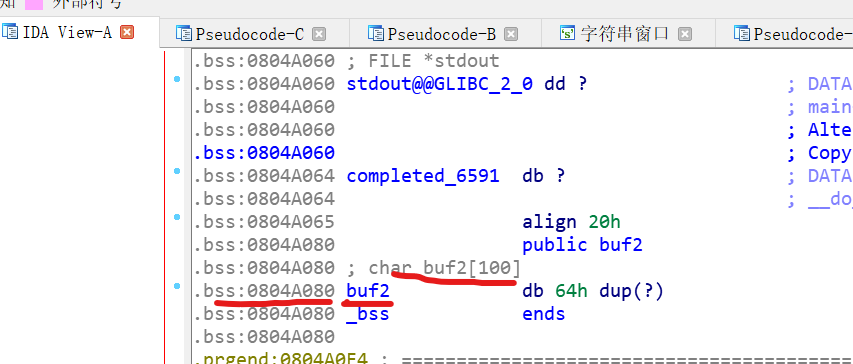 外部符号
IDA View-A Pseudocode-C Pseudocode-B 字符串窗口 Pseudocode-
.bss:0804A060 ; FILE *stdout
.bss:0804A060 stdout@@GLIBC_2_0 dd ? ; DATA
.bss:0804A060 ; main
.bss:0804A060 ; Alte
.bss:0804A060 ; Copy
.bss:0804A064 completed_6591 db ? ; DATA
.bss:0804A064 ; __do
.bss:0804A065 align 20h
.bss:0804A080 public buf2
.bss:0804A080 ; char buf2[100]
.bss:0804A080 buf2 db 64h dup(?)
.bss:0804A080 _bss ends
.bss:0804A080
.prgend:0804A0E4 ; ================================